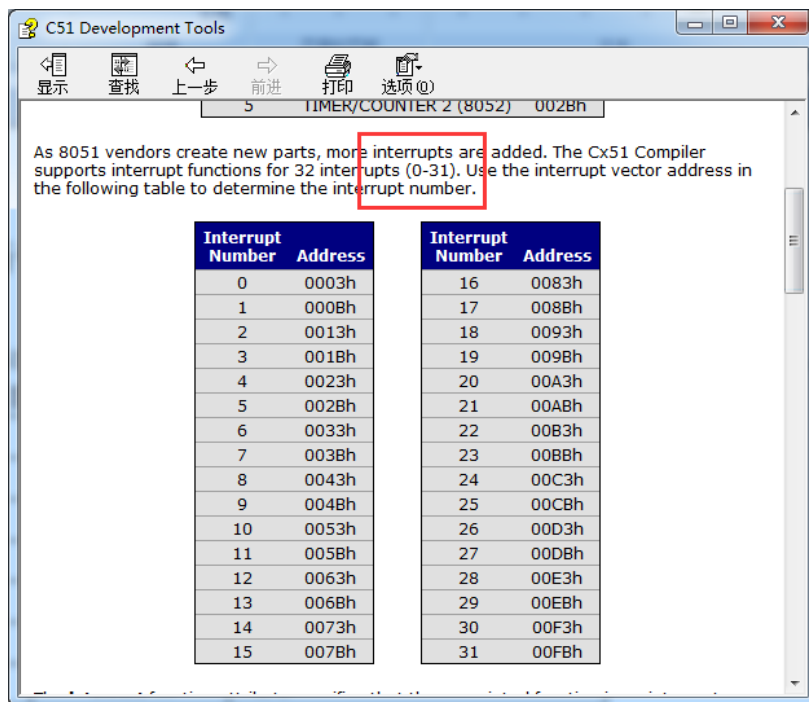 C51 Development Tools
显示 查找 上一步 前进 打印 选项(O)
5 TIMER/COUNTER 2 (8052) 002Bh
As 8051 vendors create new parts, more interrupts are added. The Cx51 Compiler
supports interrupt functions for 32 interrupts (0-31). Use the interrupt vector address in
the following table to determine the interrupt number.
Interrupt Interrupt
Number Address Number Address
0 0003h 16 0083h
1 000Bh 17 008Bh
2 0013h 18 0093h
3 001Bh 19 009Bh
4 0023h 20 00A3h
5 002Bh 21 00ABh
6 0033h 22 00B3h
7 003Bh 23 00BBh
8 0043h 24 00C3h
9 004Bh 25 00CBh
10 0053h 26 00D3h
11 005Bh 27 00DBh
12 0063h 28 00E3h
13 006Bh 29 00EBh
14 0073h 30 00F3h
15 007Bh 31 00FBh